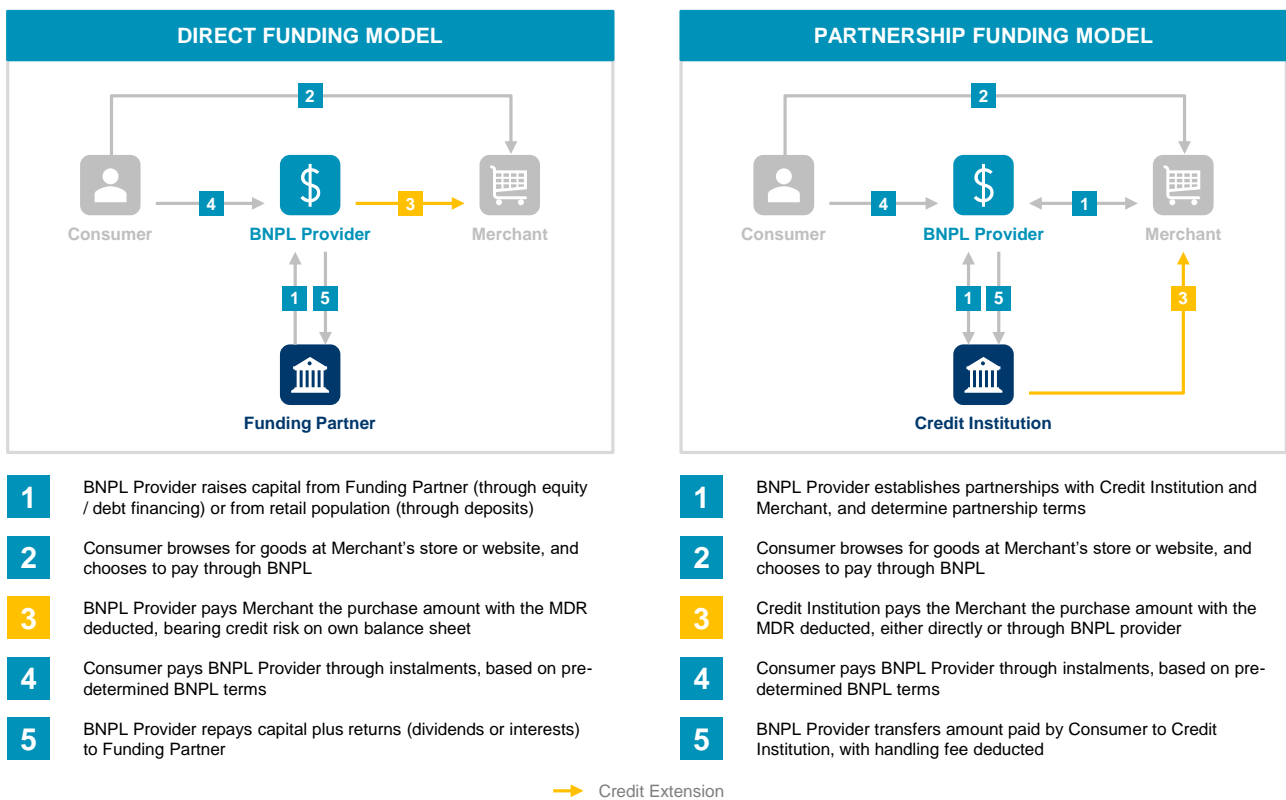 DIRECT FUNDING MODEL
2
4
3
Consumer
BNPL Provider
Merchant
1
5
Funding Partner
1
BNPL Provider raises capital from Funding Partner (through equity
/ debt financing) or from retail population (through deposits)
2
Consumer browses for goods at Merchant's store or website, and
chooses to pay through BNPL
3
BNPL Provider pays Merchant the purchase amount with the MDR
deducted, bearing credit risk on own balance sheet
4
Consumer pays BNPL Provider through instalments, based on pre-
determined BNPL terms
5
BNPL Provider repays capital plus returns (dividends or interests)
to Funding Partner
PARTNERSHIP FUNDING MODEL
2
4
1
Consumer
BNPL Provider
Merchant
1
5
3
Credit Institution
1
BNPL Provider establishes partnerships with Credit Institution and
Merchant, and determine partnership terms
2
Consumer browses for goods at Merchant's store or website, and
chooses to pay through BNPL
3
Credit Institution pays the Merchant the purchase amount with the
MDR deducted, either directly or through BNPL provider
4
Consumer pays BNPL Provider through instalments, based on pre-
determined BNPL terms
5
BNPL Provider transfers amount paid by Consumer to Credit
Institution, with handling fee deducted
Credit Extension